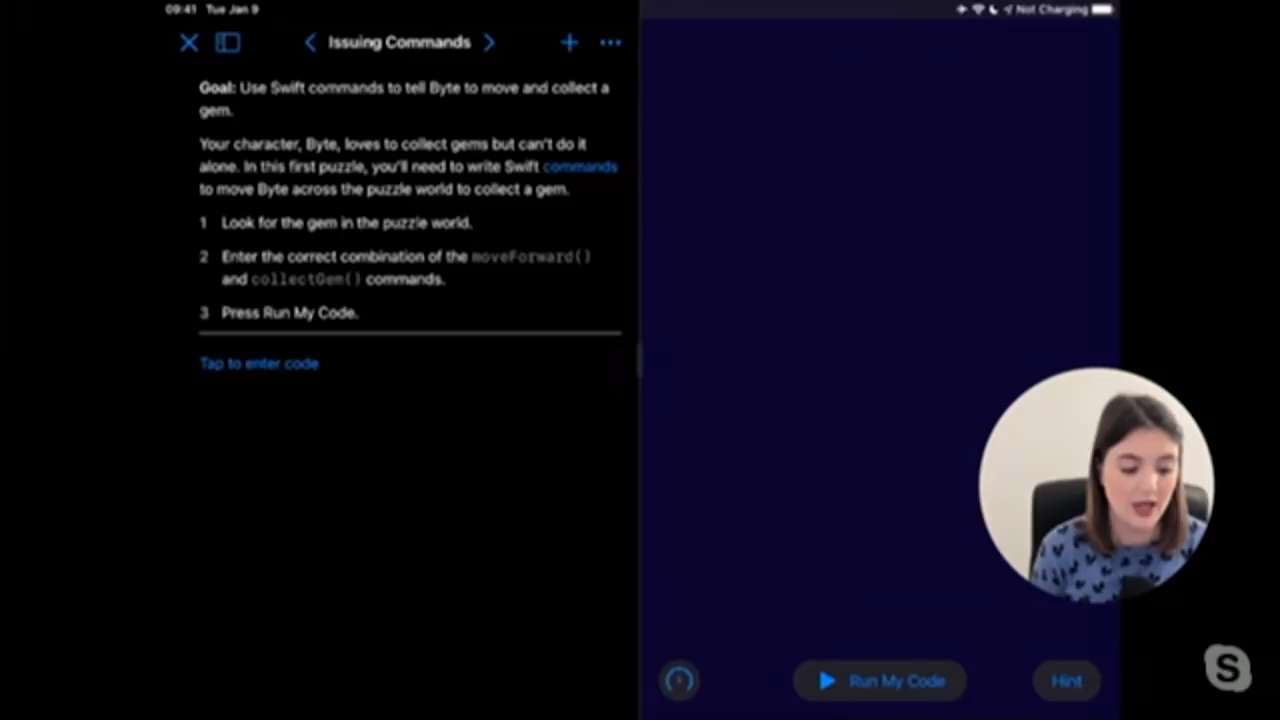 09:41 Tue Jan 9
Not Charging
Issuing Commands
Goal: Use Swift commands to tell Byte to move and collect a
gem.
Your character, Byte, loves to collect gems but can't do it
alone. In this first puzzle, you'll need to write Swift commands
to move Byte across the puzzle world to collect a gem.
1 Look for the gem in the puzzle world.
2 Enter the correct combination of the moveForward()
and collectGem() commands.
3 Press Run My Code.
Tap to enter code
Run My Code
Hint
S